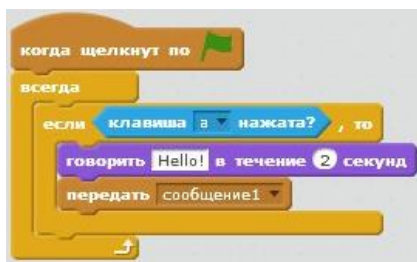 когда щелкнут по
всегда
если клавиша a нажата? , то
говорить Hello! в течение 2 секунд
передать сообщение1